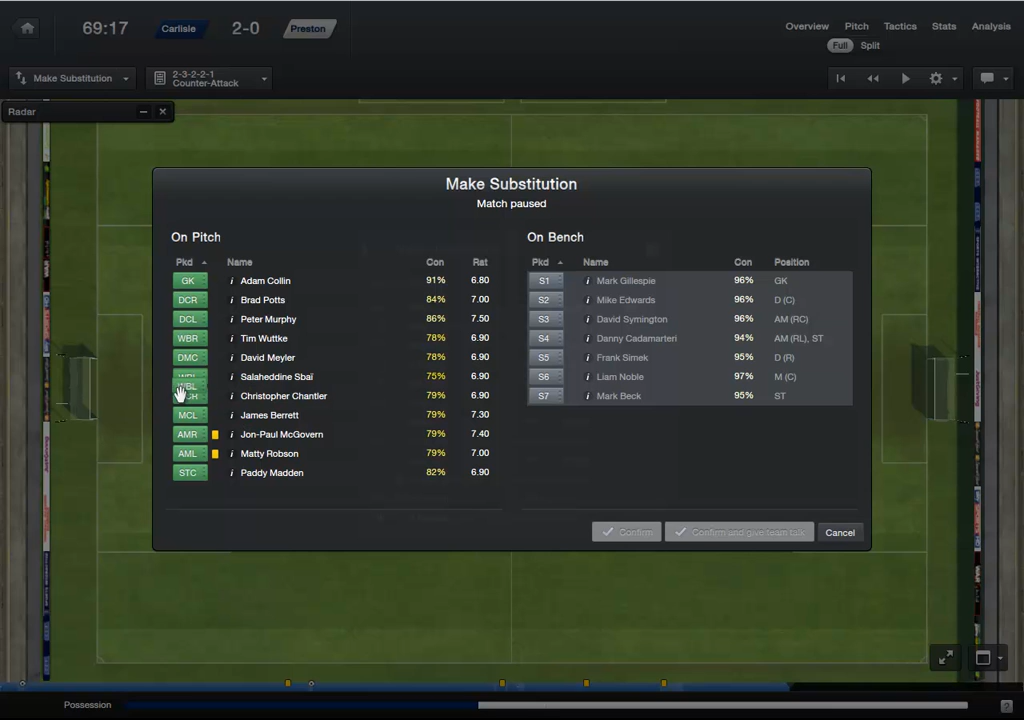 69:17 Carlisle 2-0 Preston
Overview Pitch Tactics Stats Analysis
Full Split
Make Substitution 2-3-2-2-1
Counter-Attack
Radar
Make Substitution
Match paused
On Pitch On Bench
Pkd Name Con Rat Pkd Name Con Position
GK i Adam Collin 91% 6.80 S1 i Mark Gillespie 96% GK
DCR i Brad Potts 84% 7.00 S2 i Mike Edwards 96% D (C)
DCL i Peter Murphy 86% 7.50 S3 i David Symington 96% AM (RC)
WBR i Tim Wuttke 78% 6.90 S4 i Danny Cadamarteri 94% AM (RL), ST
DMC i David Meyler 78% 6.90 S5 i Frank Simek 95% D (R)
WBL i Salaheddine Sbaï 75% 6.90 S6 i Liam Noble 97% M (C)
i Christopher Chantler 79% 6.90 S7 i Mark Beck 95% ST
MCL i James Berrett 79% 7.30
AMR i Jon-Paul McGovern 79% 7.40
AML i Matty Robson 79% 7.00
STC i Paddy Madden 82% 6.90
Confirm Confirm and give team talk Cancel
Possession ?